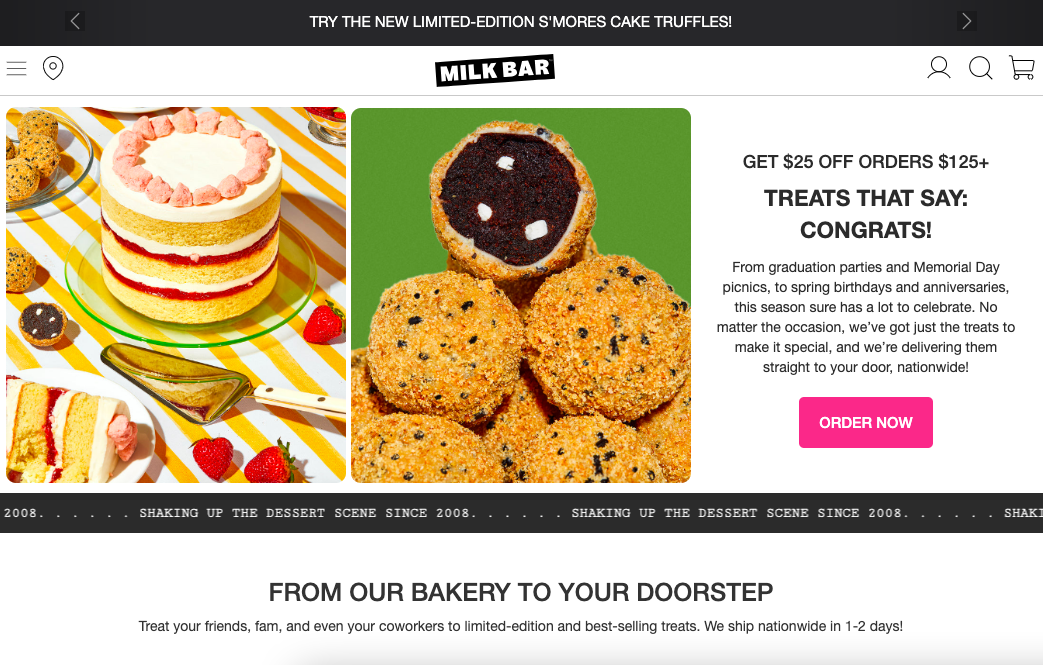 TRY THE NEW LIMITED-EDITION S'MORES CAKE TRUFFLES!
MILK BAR
GET $25 OFF ORDERS $125+
TREATS THAT SAY:
CONGRATS!
From graduation parties and Memorial Day
picnics, to spring birthdays and anniversaries,
this season sure has a lot to celebrate. No
matter the occasion, we’ve got just the treats to
make it special, and we’re delivering them
straight to your door, nationwide!
ORDER NOW
2008. . . . . . SHAKING UP THE DESSERT SCENE SINCE 2008. . . . . . SHAKING UP THE DESSERT SCENE SINCE 2008. . . . . . SHAKI
FROM OUR BAKERY TO YOUR DOORSTEP
Treat your friends, fam, and even your coworkers to limited-edition and best-selling treats. We ship nationwide in 1-2 days!